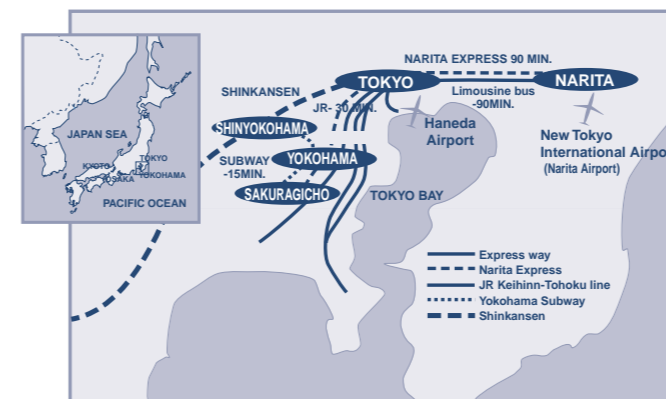 JAPAN SEA
KYOTO
TOKYO
OSAKA
YOKOHAMA
PACIFIC OCEAN
NARITA EXPRESS 90 MIN.
TOKYO
NARITA
SHINKANSEN
JR- 30 MIN.
Limousine bus
-90MIN.
Haneda
Airport
New Tokyo
International Airpo
(Narita Airport)
SHINYOKOHAMA
SUBWAY
-15MIN.
YOKOHAMA
SAKURAGICHO
TOKYO BAY
Express way
Narita Express
JR Keihinn-Tohoku line
Yokohama Subway
Shinkansen